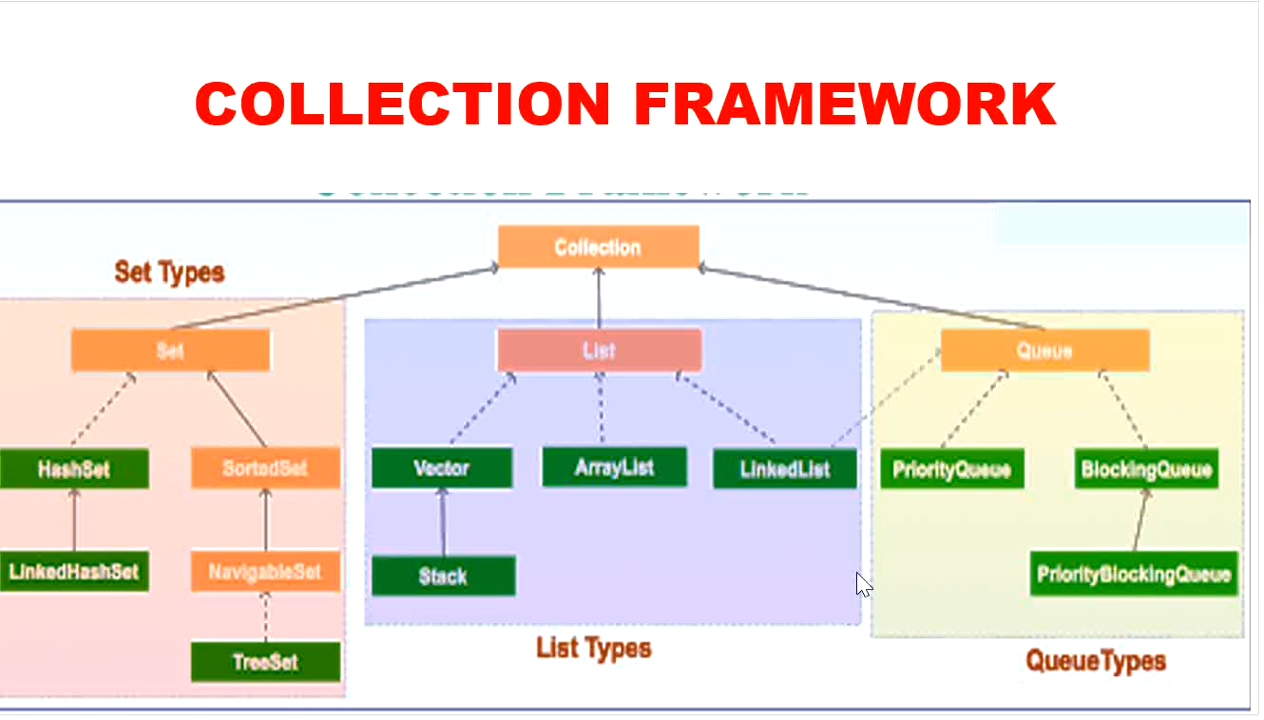 COLLECTION FRAMEWORK
Collection
Set Types
Set
List
Queue
HashSet
SortedSet
Vector
ArrayList
LinkedList
PriorityQueue
BlockingQueue
LinkedHashSet
NavigableSet
Stack
PriorityBlockingQueue
TreeSet
List Types
QueueTypes